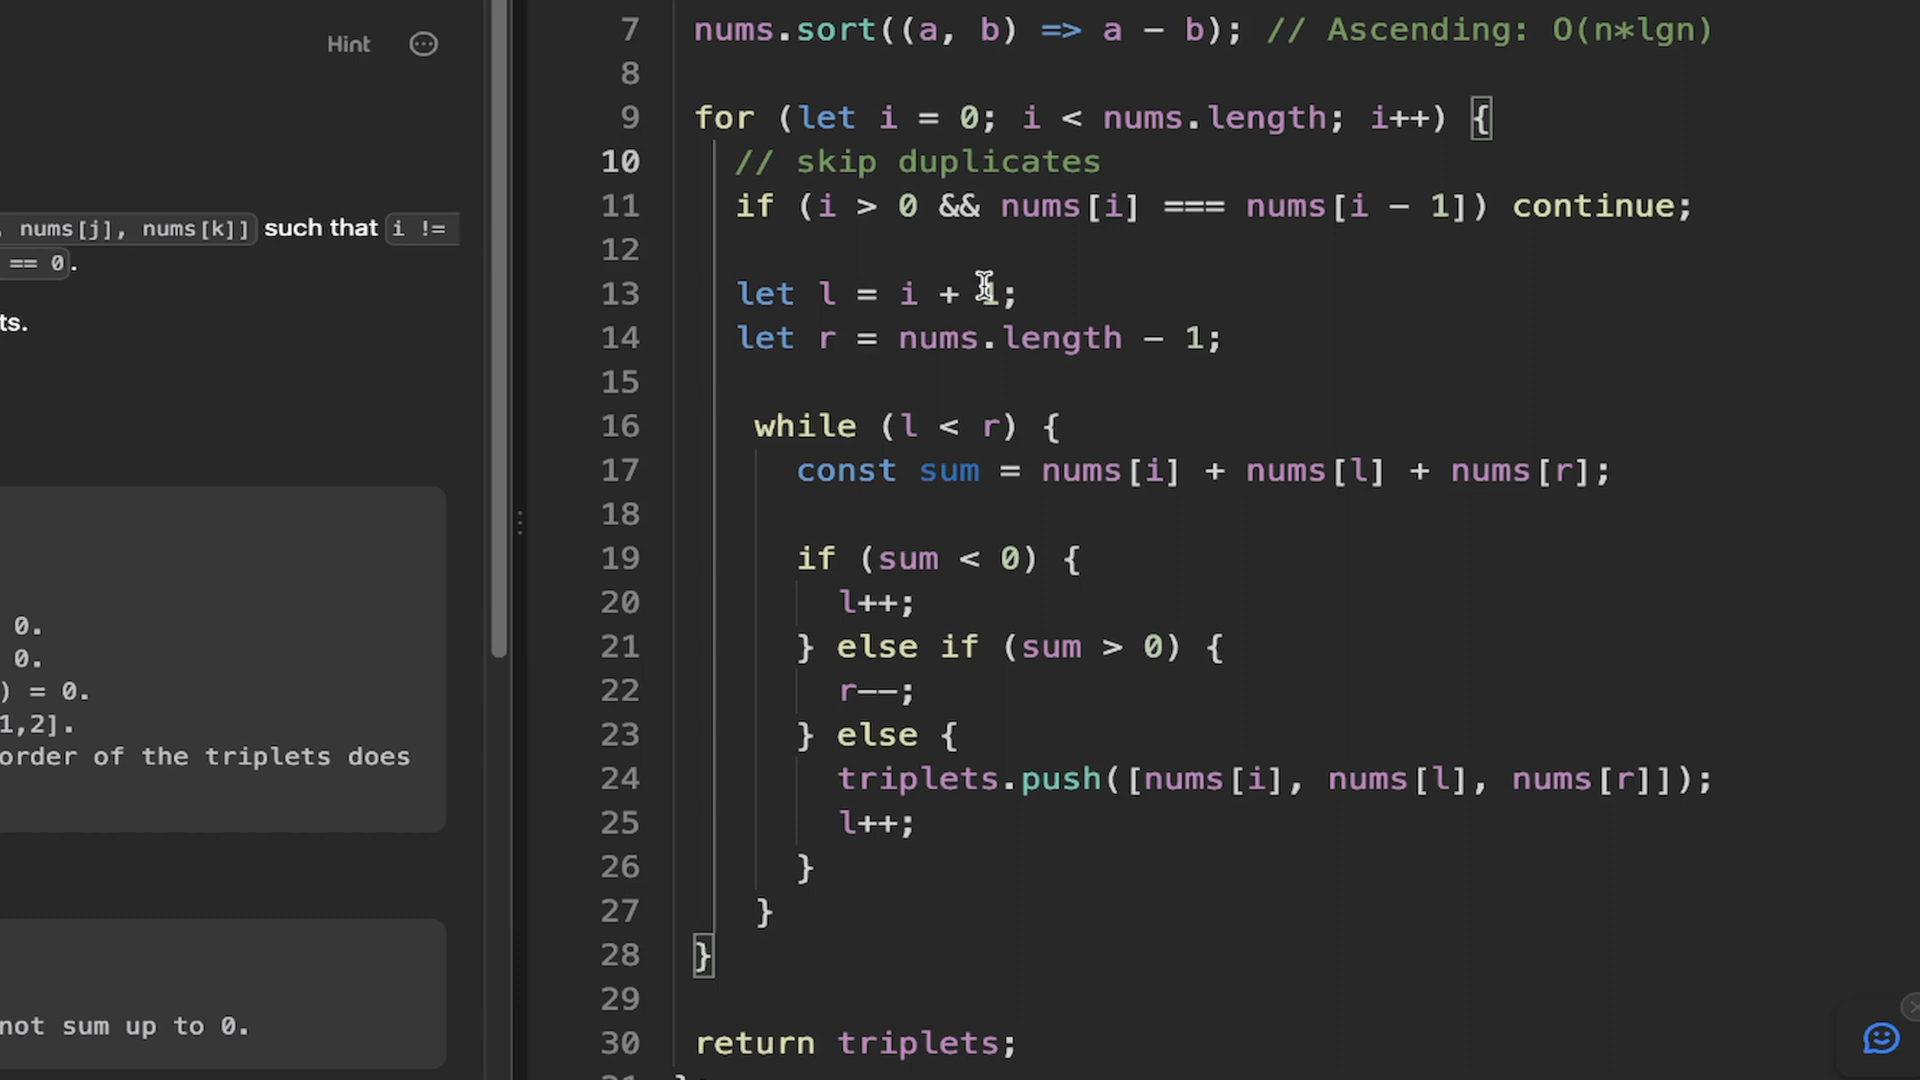 Hint
, nums[j], nums[k]] such that i !=
== 0.
ts.
0.
0.
) = 0.
1,2].
order of the triplets does
not sum up to 0.
7 nums.sort((a, b) => a - b); // Ascending: O(n*lgn)
8
9 for (let i = 0; i < nums.length; i++) {
10 // skip duplicates
11 if (i > 0 && nums[i] === nums[i - 1]) continue;
12
13 let l = i + 1;
14 let r = nums.length - 1;
15
16 while (l < r) {
17 const sum = nums[i] + nums[l] + nums[r];
18
19 if (sum < 0) {
20 l++;
21 } else if (sum > 0) {
22 r--;
23 } else {
24 triplets.push([nums[i], nums[l], nums[r]]);
25 l++;
26 }
27 }
28 }
29
30 return triplets;